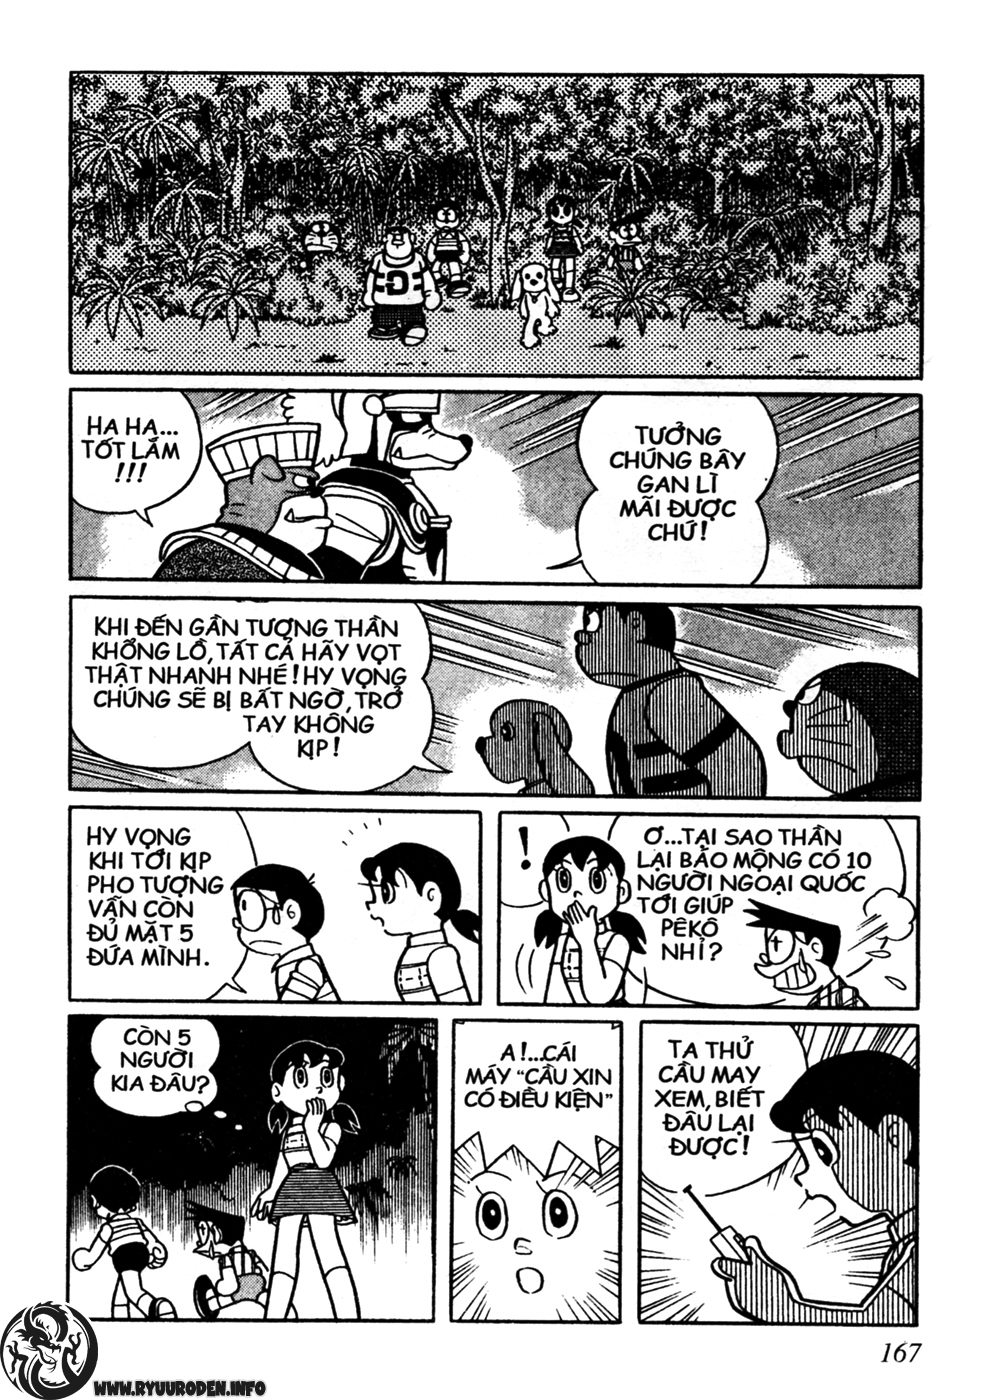 HA HA...
TỐT LẮM
!!!
TƯỞNG
CHÚNG BÂY
GAN LÌ
MÃI ĐƯỢC
CHỨ!
KHI ĐẾN GẦN TƯỢNG THẦN
KHỔNG LỒ, TẤT CẢ HÃY VỌT
THẬT NHANH NHÉ! HY VỌNG
CHÚNG SẼ BỊ BẤT NGỜ, TRỞ
TAY KHÔNG
KỊP!
HY VỌNG
KHI TỚI KỊP
PHO TƯỢNG
VẪN CÒN
ĐỦ MẶT 5
ĐỨA MÌNH.
!
Ơ...TẠI SAO THẦN
LẠI BẢO MỘNG CÓ 10
NGƯỜI NGOẠI QUỐC
TỚI GIÚP
PÊKÔ
NHỈ?
CÒN 5
NGƯỜI
KIA ĐÂU?
A!...CÁI
MÁY "CẦU XIN
CÓ ĐIỀU KIỆN"
TA THỬ
CẦU MAY
XEM, BIẾT
ĐÂU LẠI
ĐƯỢC!
167
WWW.RYUURODEN.INFO